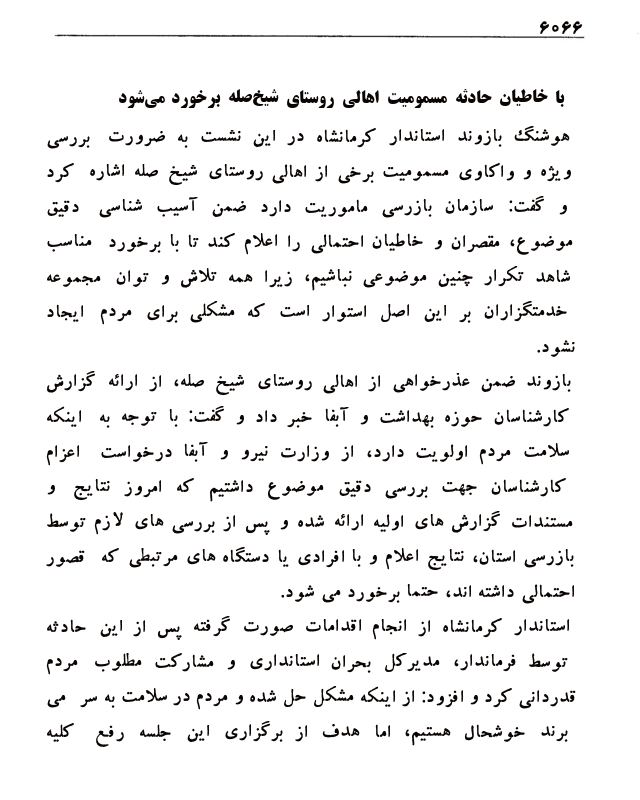 ۶۰۶۶
با خاطیان حادثه مسمومیت اهالی روستای شیخ‌صله برخورد می‌شود
هوشنگ بازوند استاندار کرمانشاه در این نشست به ضرورت بررسی
ویژه و واکاوی مسمومیت برخی از اهالی روستای شیخ صله اشاره کرد
و گفت: سازمان بازرسی ماموریت دارد ضمن آسیب شناسی دقیق
موضوع، مقصران و خاطیان احتمالی را اعلام کند تا با برخورد مناسب
شاهد تکرار چنین موضوعی نباشیم، زیرا همه تلاش و توان مجموعه
خدمتگزاران بر این اصل استوار است که مشکلی برای مردم ایجاد
نشود.
بازوند ضمن عذرخواهی از اهالی روستای شیخ صله، از ارائه گزارش
کارشناسان حوزه بهداشت و آبفا خبر داد و گفت: با توجه به اینکه
سلامت مردم اولویت دارد، از وزارت نیرو و آبفا درخواست اعزام
کارشناسان جهت بررسی دقیق موضوع داشتیم که امروز نتایج و
مستندات گزارش های اولیه ارائه شده و پس از بررسی های لازم توسط
بازرسی استان، نتایج اعلام و با افرادی یا دستگاه های مرتبطی که قصور
احتمالی داشته اند، حتما برخورد می شود.
استاندار کرمانشاه از انجام اقدامات صورت گرفته پس از این حادثه
توسط فرماندار، مدیرکل بحران استانداری و مشارکت مطلوب مردم
قدردانی کرد و افزود: از اینکه مشکل حل شده و مردم در سلامت به سر می
برند خوشحال هستیم، اما هدف از برگزاری این جلسه رفع کلیه